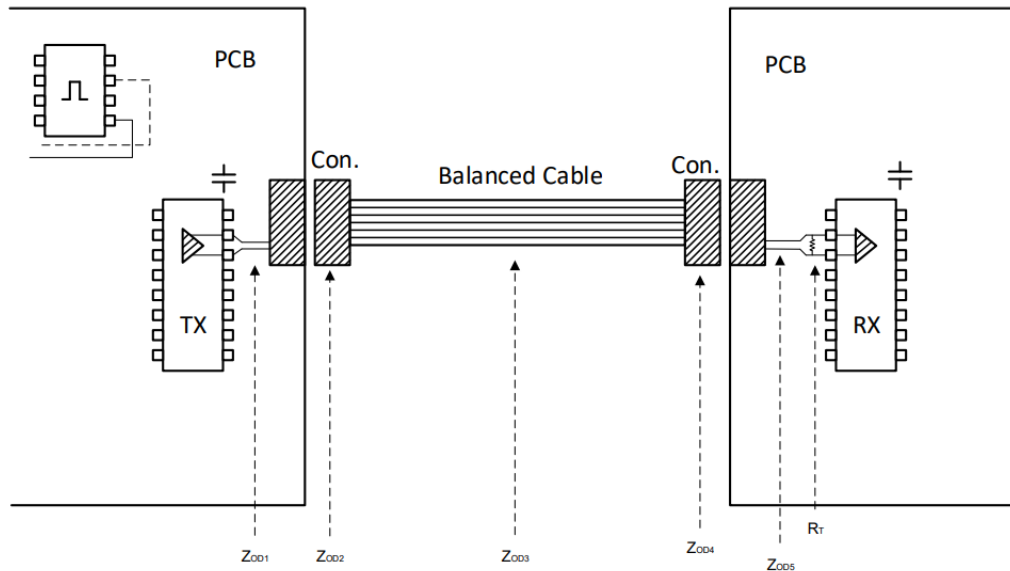 PCB
PCB
Con.
Balanced Cable
Con.
TX
RX
ZOD1
ZOD2
ZOD3
ZOD4
ZOD5
RT